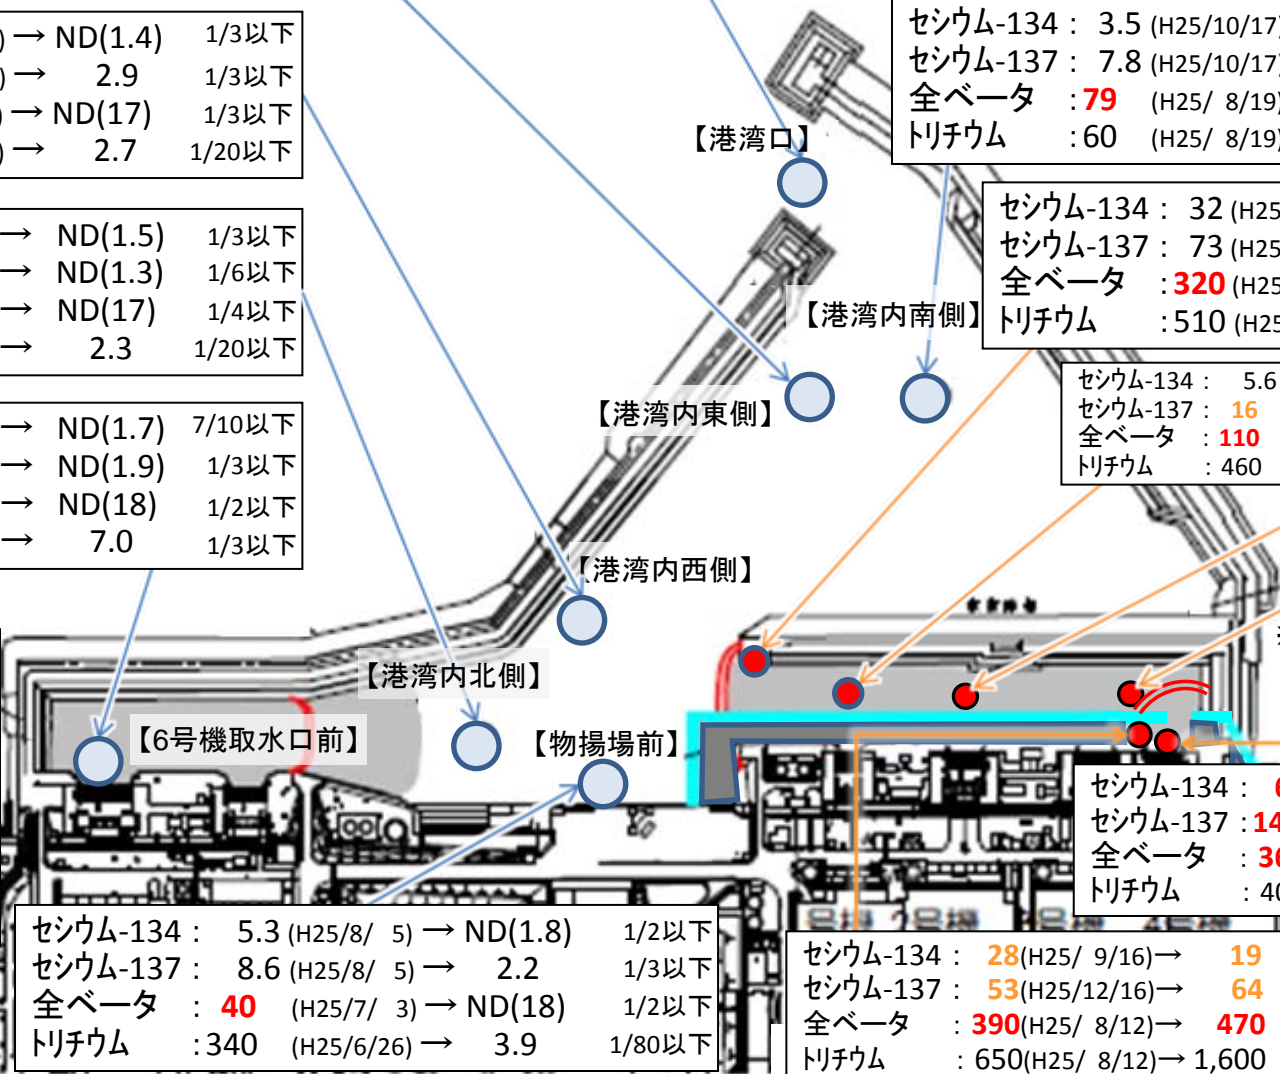 ) → ND(1.4) 1/3以下
) → 2.9 1/3以下
) → ND(17) 1/3以下
) → 2.7 1/20以下
→ ND(1.5) 1/3以下
→ ND(1.3) 1/6以下
→ ND(17) 1/4以下
→ 2.3 1/20以下
→ ND(1.7) 7/10以下
→ ND(1.9) 1/3以下
→ ND(18) 1/2以下
→ 7.0 1/3以下
セシウム-134 : 3.5 (H25/10/17)
セシウム-137 : 7.8 (H25/10/17)
全ベータ : 79 (H25/ 8/19)
トリチウム : 60 (H25/ 8/19)
セシウム-134 : 32 (H25
セシウム-137 : 73 (H25
全ベータ : 320 (H25
トリチウム : 510 (H25
セシウム-134 : 5.6
セシウム-137 : 16
全ベータ : 110
トリチウム : 460
【港湾口】
【港湾内南側】
【港湾内東側】
【港湾内西側】
【港湾内北側】
【6号機取水口前】
【物揚場前】
セシウム-134 :
セシウム-137 : 14
全ベータ : 36
トリチウム : 40
セシウム-134 : 5.3 (H25/8/ 5) → ND(1.8) 1/2以下
セシウム-137 : 8.6 (H25/8/ 5) → 2.2 1/3以下
全ベータ : 40 (H25/7/ 3) → ND(18) 1/2以下
トリチウム : 340 (H25/6/26) → 3.9 1/80以下
セシウム-134 : 28(H25/ 9/16)→ 19
セシウム-137 : 53(H25/12/16)→ 64
全ベータ : 390(H25/ 8/12)→ 470
トリチウム : 650(H25/ 8/12)→ 1,600